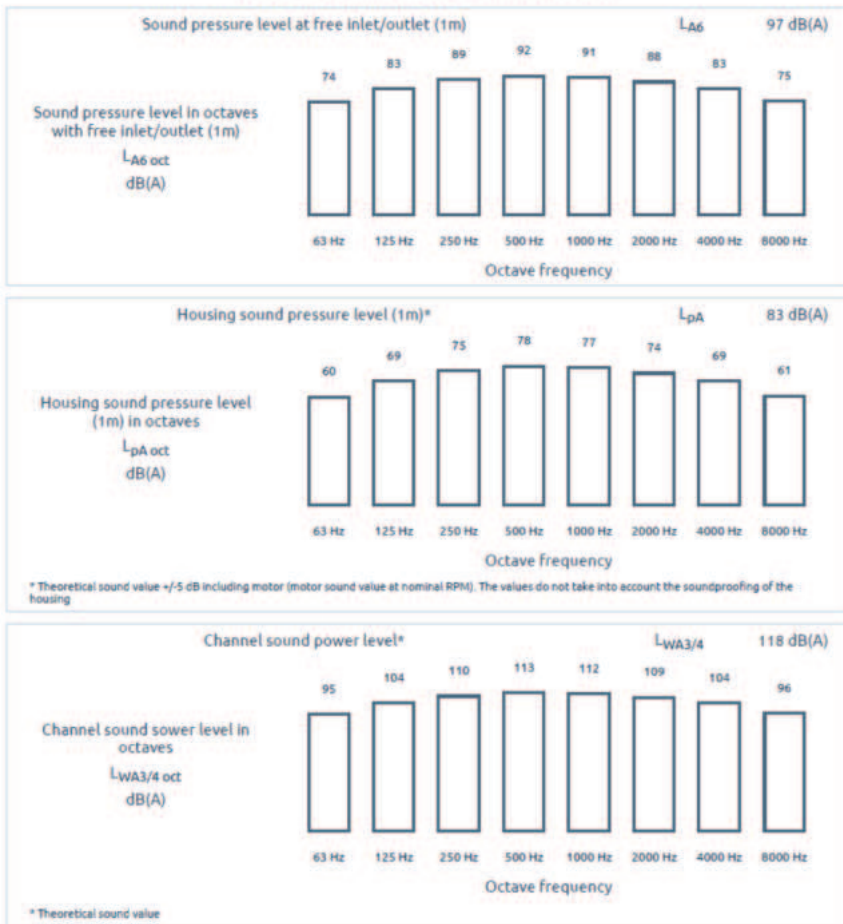 Sound pressure level at free inlet/outlet (1m) LA6 97 dB(A)
74 83 89 92 91 88 83 75
Sound pressure level in octaves
with free inlet/outlet (1m)
LA6 oct
dB(A)
63 Hz 125 Hz 250 Hz 500 Hz 1000 Hz 2000 Hz 4000 Hz 8000 Hz
Octave frequency
Housing sound pressure level (1m)* LpA 83 dB(A)
60 69 75 78 77 74 69 61
Housing sound pressure level
(1m) in octaves
LpA oct
dB(A)
63 Hz 125 Hz 250 Hz 500 Hz 1000 Hz 2000 Hz 4000 Hz 8000 Hz
Octave frequency
* Theoretical sound value +/-5 dB including motor (motor sound value at nominal RPM). The values do not take into account the soundproofing of the
housing
Channel sound power level* LWA3/4 118 dB(A)
95 104 110 113 112 109 104 96
Channel sound sower level in
octaves
LWA3/4 oct
dB(A)
63 Hz 125 Hz 250 Hz 500 Hz 1000 Hz 2000 Hz 4000 Hz 8000 Hz
Octave frequency
* Theoretical sound value